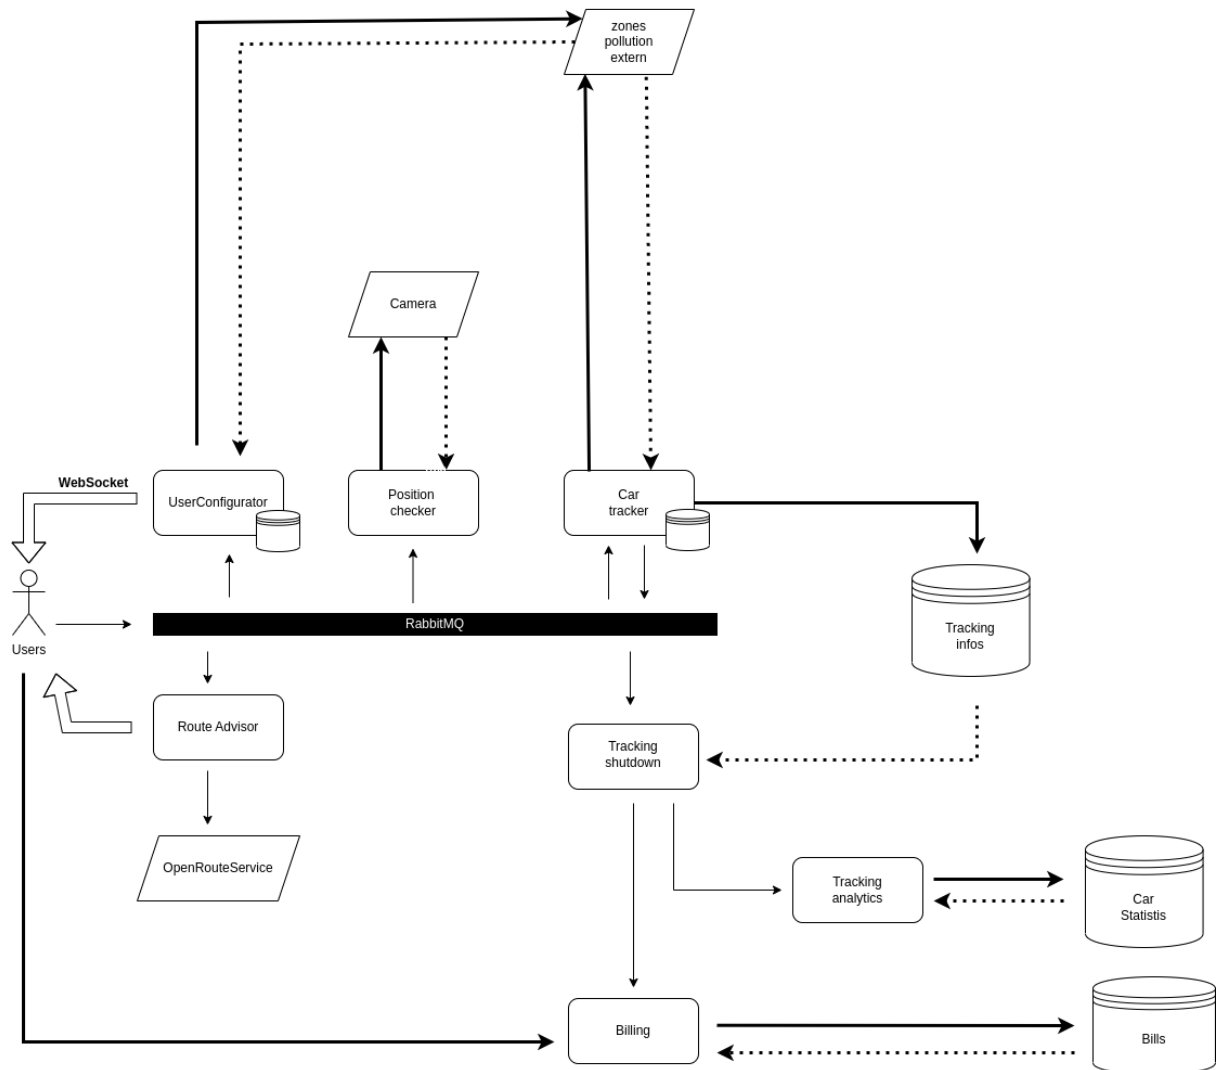 zones
pollution
extern
Camera
WebSocket
UserConfigurator
Position
checker
Car
tracker
RabbitMQ
Users
Tracking
infos
Route Advisor
Tracking
shutdown
OpenRouteService
Tracking
analytics
Car
Statistis
Billing
Bills